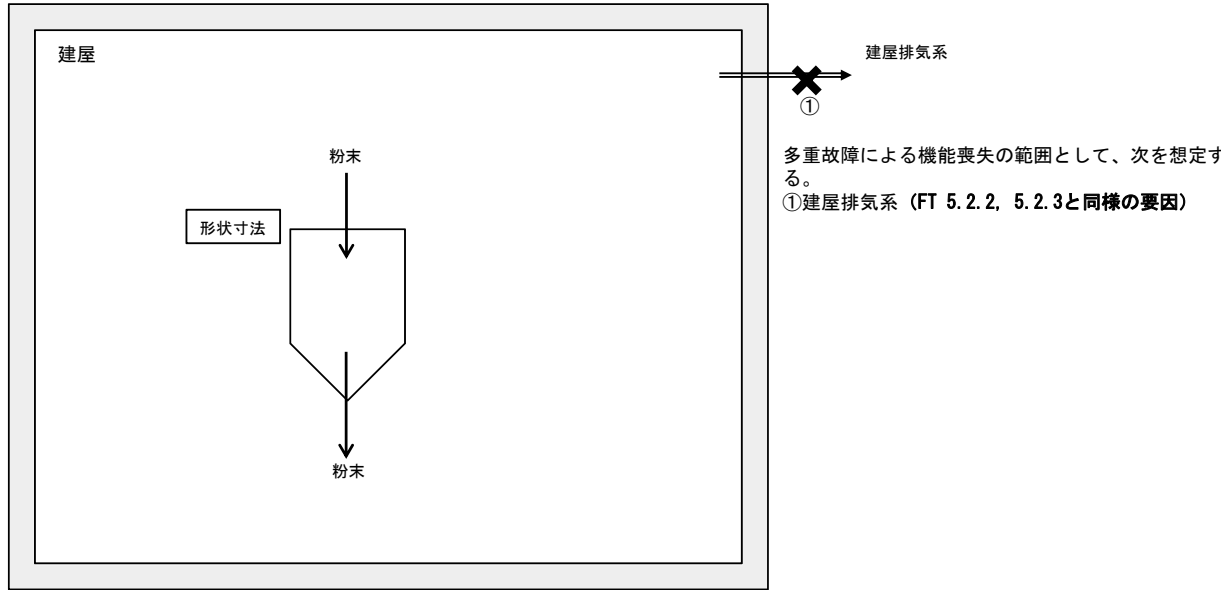 建屋
建屋排気系
①
粉末
形状寸法
粉末
多重故障による機能喪失の範囲として、次を想定す
る。
①建屋排気系 (FT 5.2.2, 5.2.3と同様の要因)